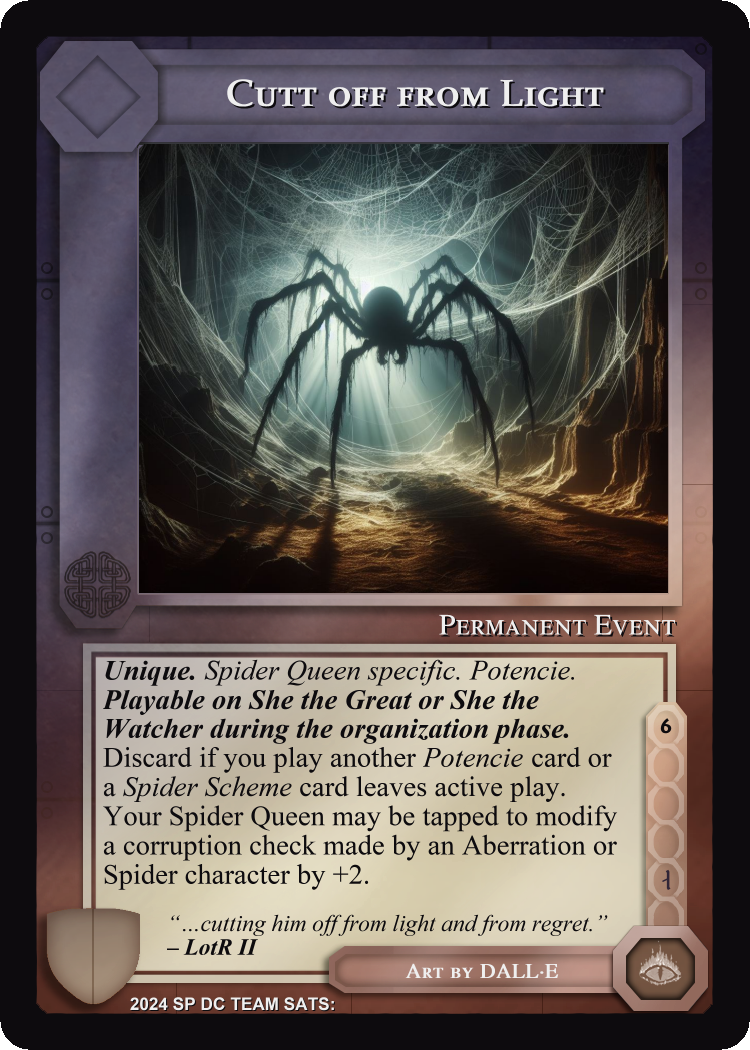 Cutt off from Light
Permanent Event
Unique. Spider Queen specific. Potencie.
Playable on She the Great or She the
Watcher during the organization phase.
Discard if you play another Potencie card or
a Spider Scheme card leaves active play.
Your Spider Queen may be tapped to modify
a corruption check made by an Aberration or
Spider character by +2.
6
“...cutting him off from light and from regret.”
– LotR II
Art by DALL·E
2024 SP DC TEAM SATS: